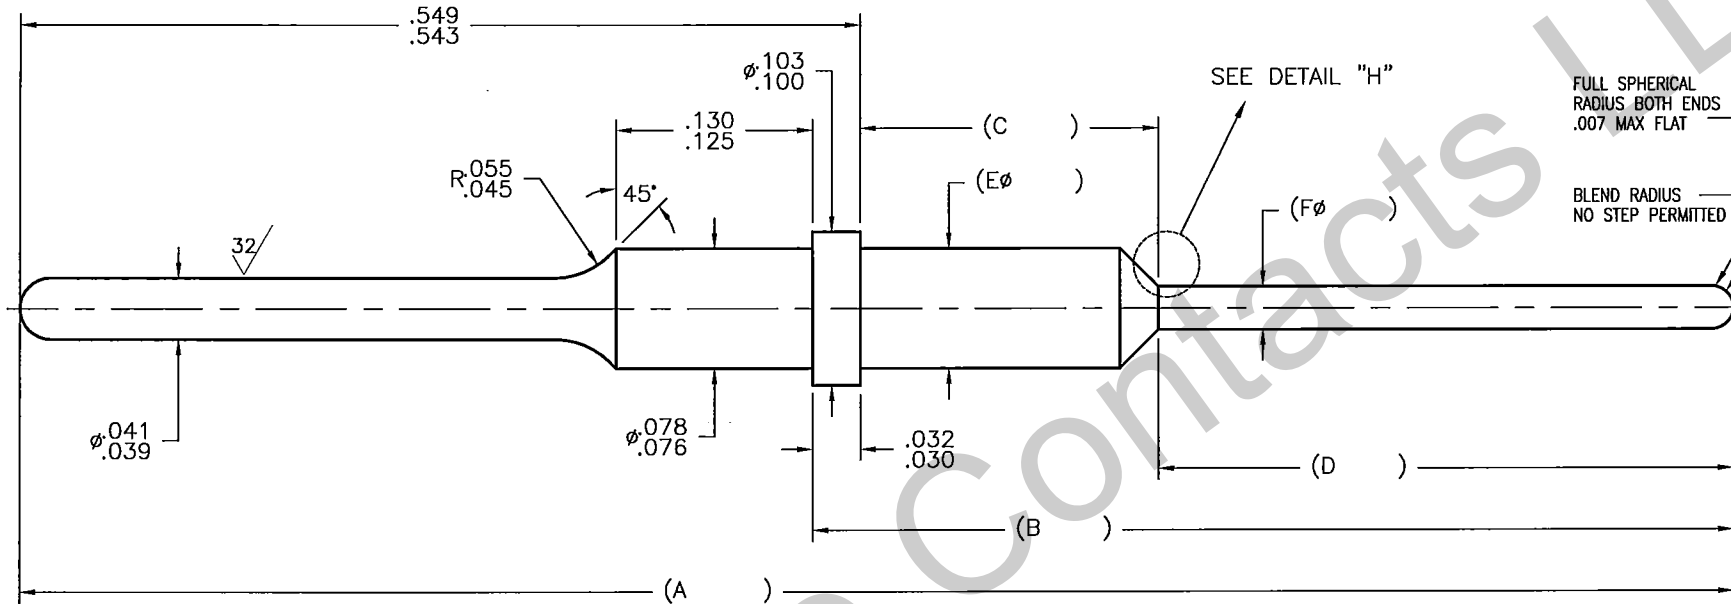 .549
.543
ø.103
.100
SEE DETAIL "H"
FULL SPHERICAL
RADIUS BOTH ENDS
.007 MAX FLAT
.130
.125
(C )
R.055
.045
45°
(Eø )
BLEND RADIUS
NO STEP PERMITTED
(Fø )
32
ø.041
.039
ø.078
.076
.032
.030
(D )
(B )
(A )
Contacts